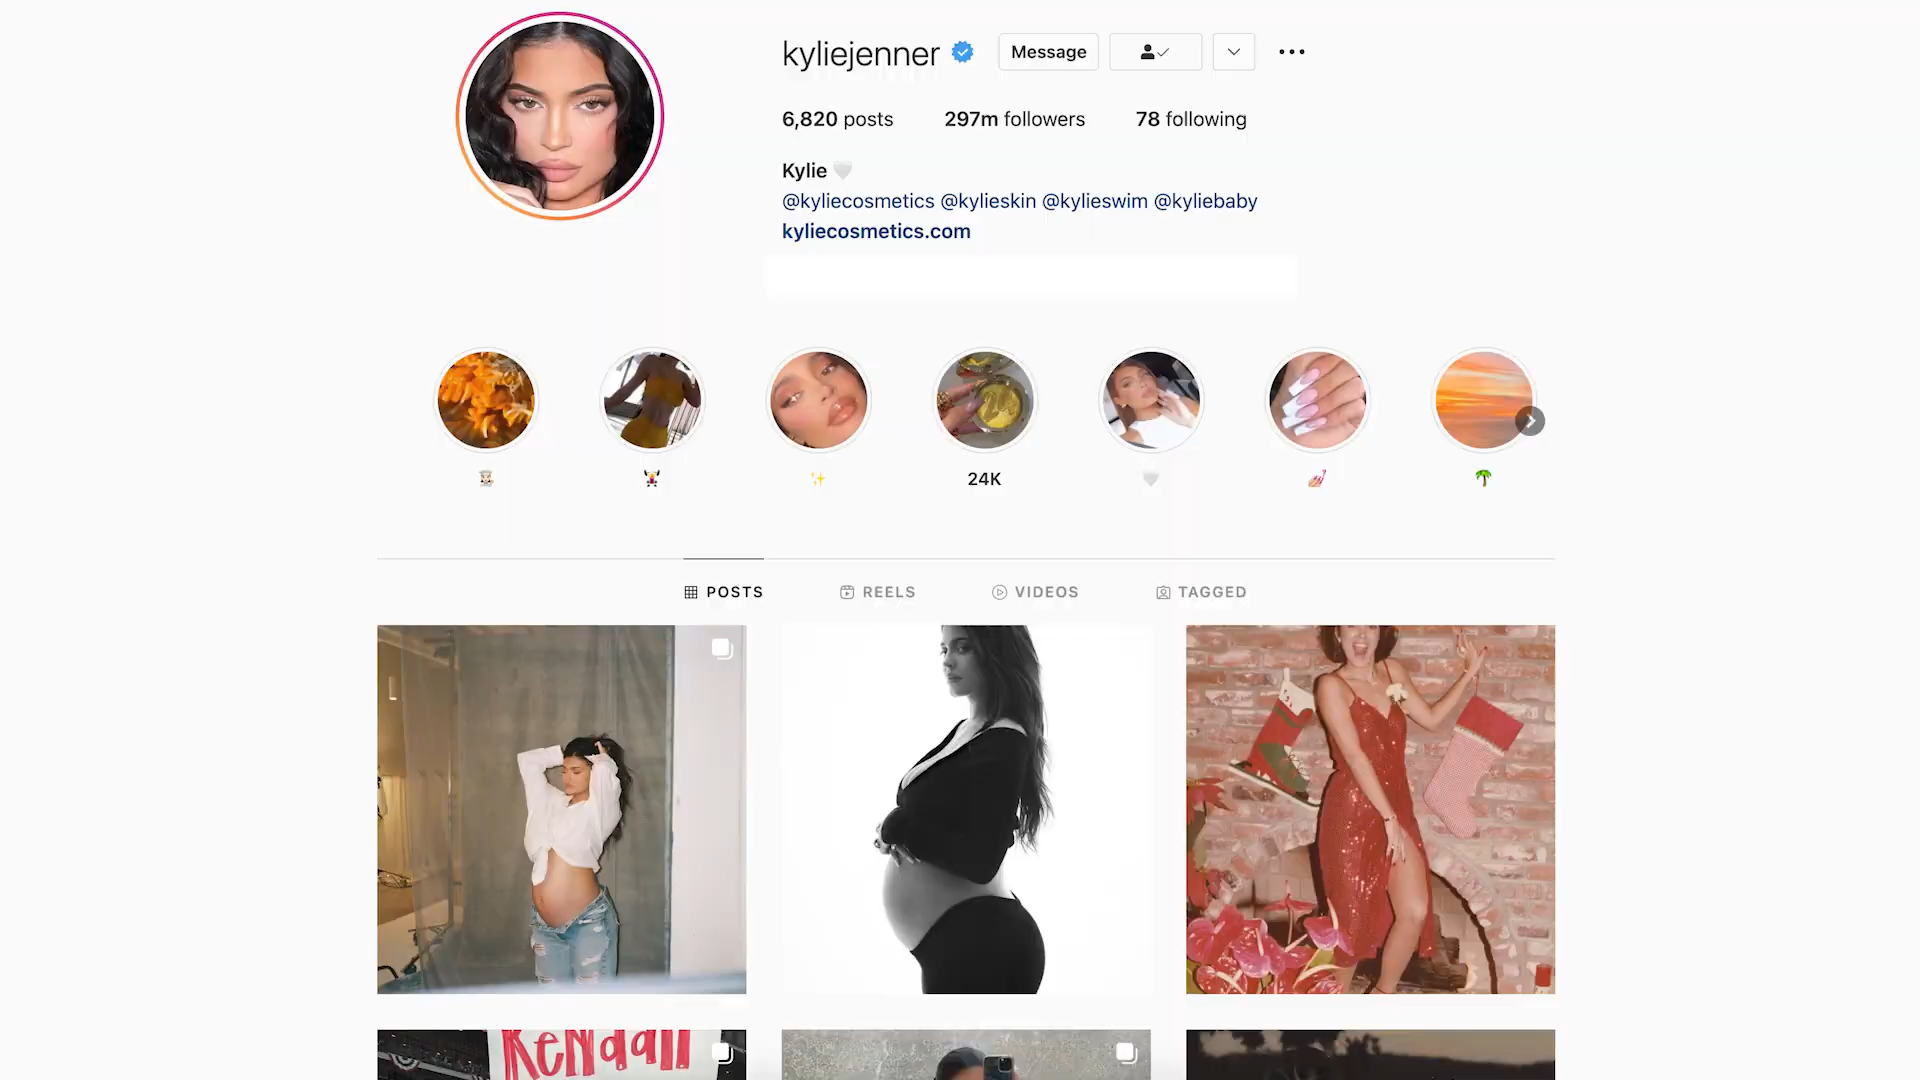 kyliejenner
Message
6,820 posts 297m followers 78 following
Kylie 🤍
@kyliecosmetics @kylieskin @kylieswim @kyliebaby
kyliecosmetics.com
24K
POSTS REELS VIDEOS TAGGED
KeNdall